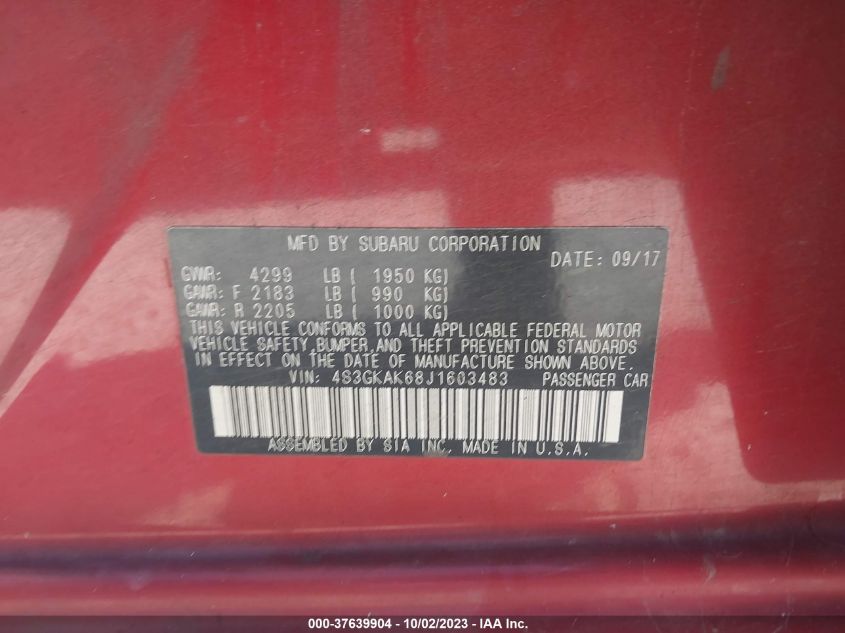 MFD BY SUBARU CORPORATION
DATE: 09/17
GVWR: 4299 LB ( 1950 KG)
GAWR: F 2183 LB ( 990 KG)
GAWR: R 2205 LB ( 1000 KG)
THIS VEHICLE CONFORMS TO ALL APPLICABLE FEDERAL MOTOR
VEHICLE SAFETY, BUMPER, AND THEFT PREVENTION STANDARDS
IN EFFECT ON THE DATE OF MANUFACTURE SHOWN ABOVE.
VIN: 4S3GKAK68J1603483 PASSENGER CAR
ASSEMBLED BY SIA INC. MADE IN U.S.A.
000-37639904 - 10/02/2023 - IAA Inc.